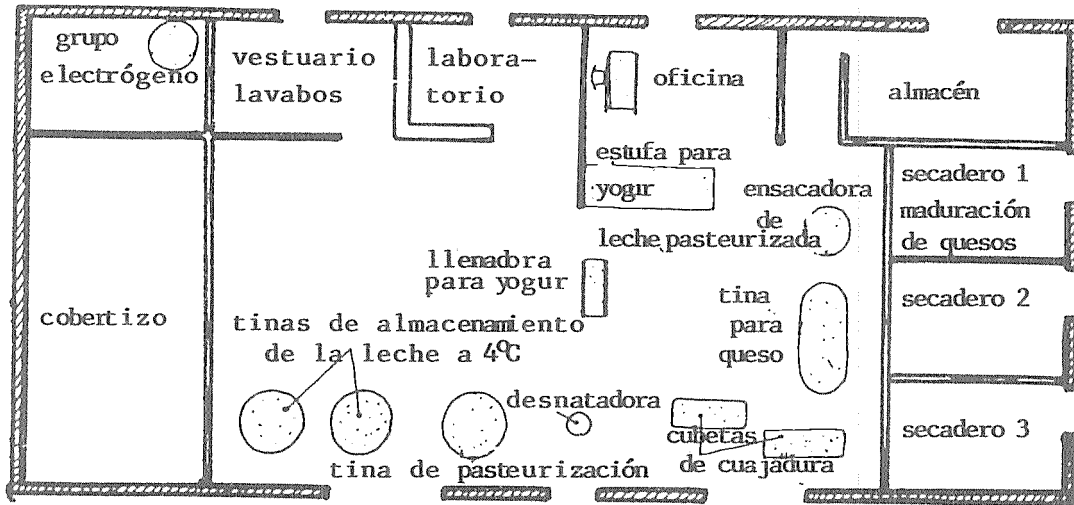 grupo
electrógeno
vestuario
lavabos
labora-
torio
oficina
almacén
estufa para
yogur
ensacadora
de
leche pasteurizada
secadero 1
maduración
de quesos
llenadora
para yogur
cobertizo
tinas de almacenamiento
de la leche a 4ºC
tina
para
queso
secadero 2
desnatadora
cubetas
de cuajadura
tina de pasteurización
secadero 3